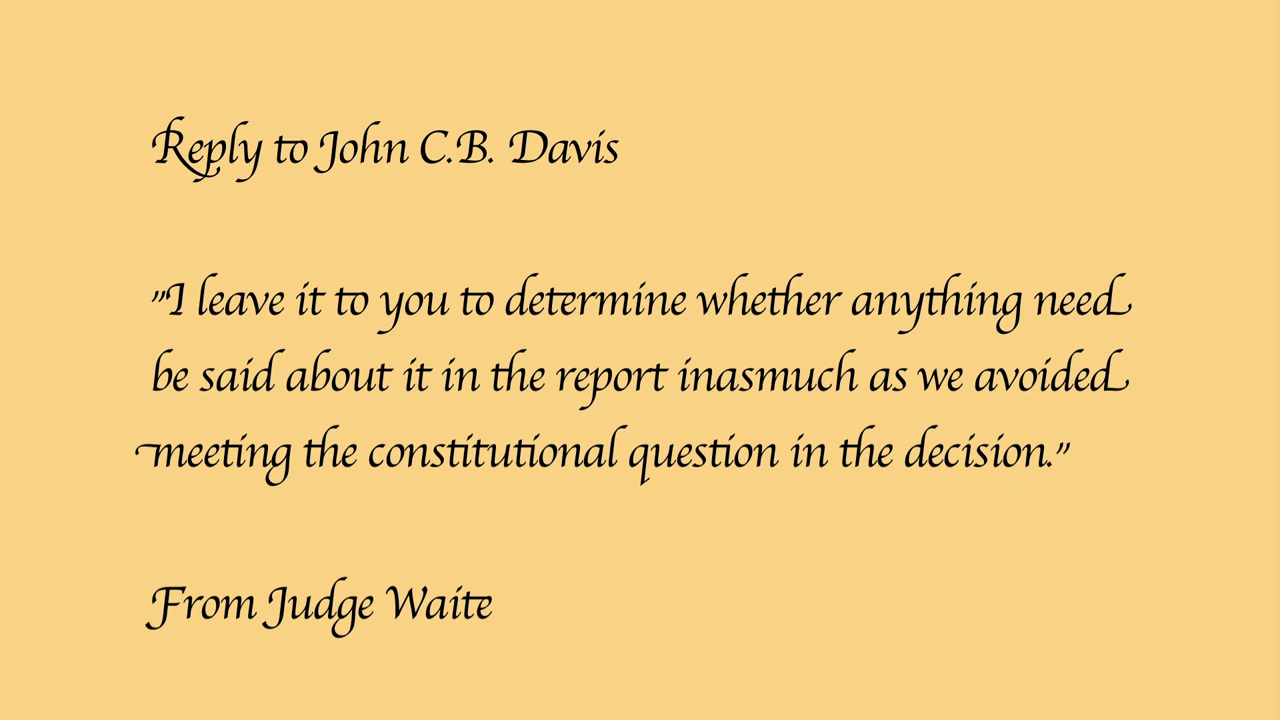 Reply to John C.B. Davis
"I leave it to you to determine whether anything need
be said about it in the report inasmuch as we avoided
meeting the constitutional question in the decision."
From Judge Waite